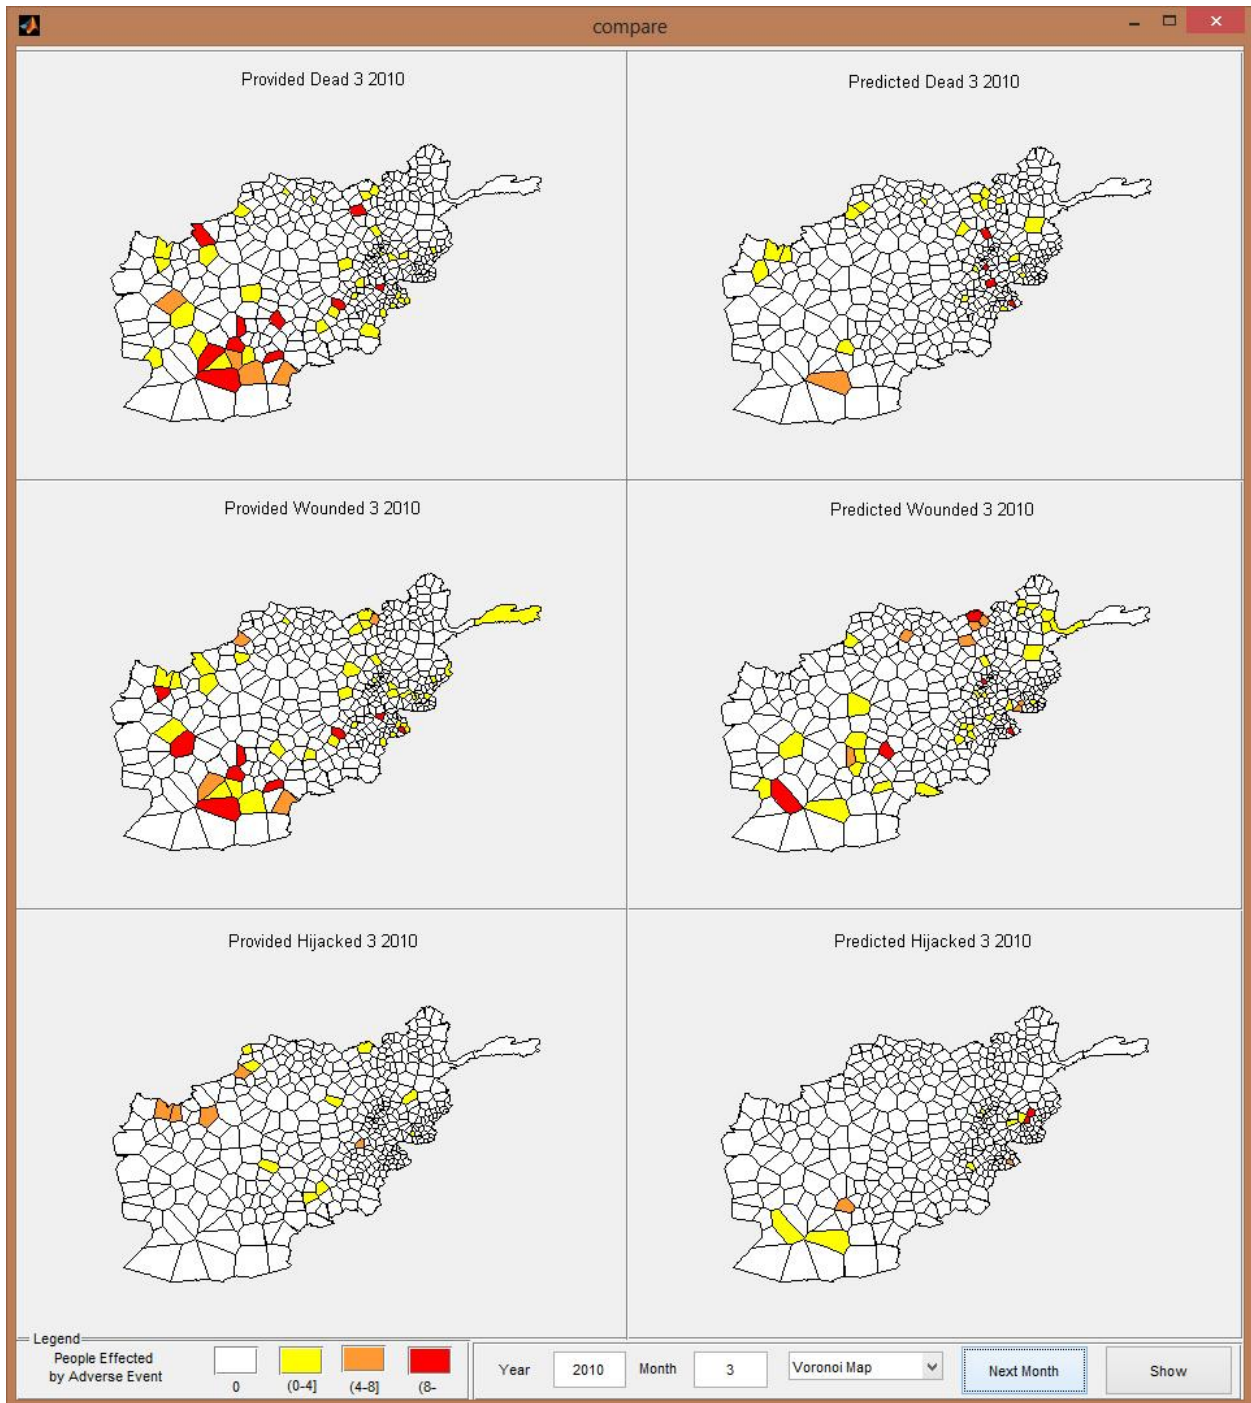 compare
Provided Dead 3 2010
Predicted Dead 3 2010
Provided Wounded 3 2010
Predicted Wounded 3 2010
Provided Hijacked 3 2010
Predicted Hijacked 3 2010
Legend
People Effected
by Adverse Event
0
(0-4]
(4-8]
(8-
Year
2010
Month
3
Voronoi Map
Next Month
Show